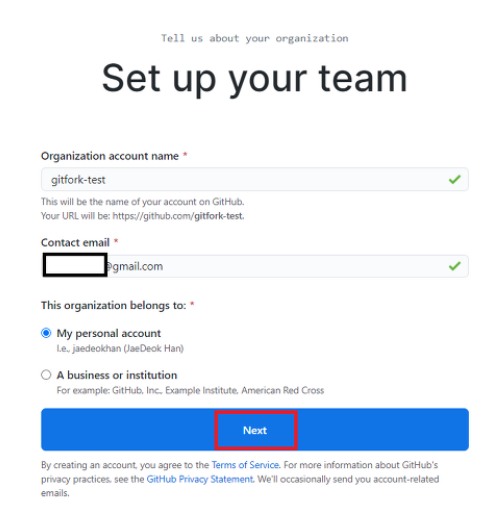 Tell us about your organization
Set up your team
Organization account name *
gitfork-test
This will be the name of your account on GitHub.
Your URL will be: https://github.com/gitfork-test.
Contact email *
@gmail.com
This organization belongs to: *
My personal account
I.e., jaedeokhan (JaeDeok Han)
A business or institution
For example: GitHub, Inc., Example Institute, American Red Cross
Next
By creating an account, you agree to the Terms of Service. For more information about GitHub's
privacy practices, see the GitHub Privacy Statement. We'll occasionally send you account-related
emails.